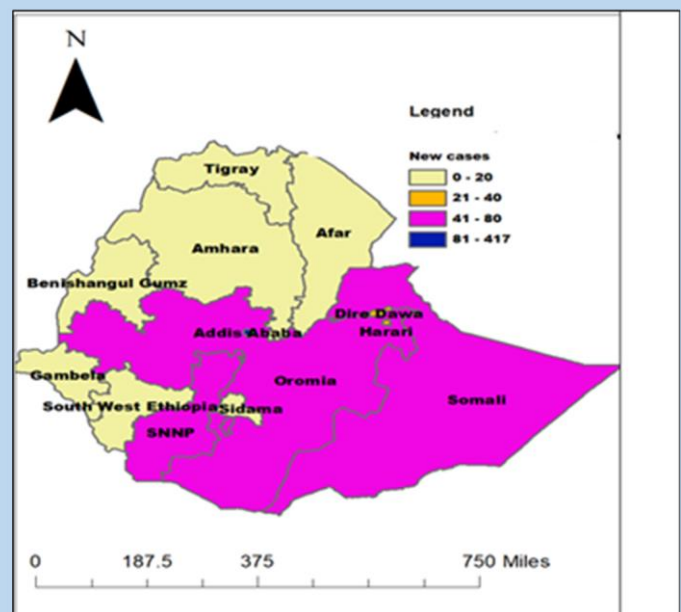 N
Legend
New cases
0 - 20
21 - 40
41 - 80
81 - 417
Tigray
Afar
Amhara
Benishangul Gumz
Dire Dawa
Addis Ababa
Harari
Gambela
Oromia
Somali
South West Ethiopia
Sidama
SNNP
0 187.5 375 750 Miles